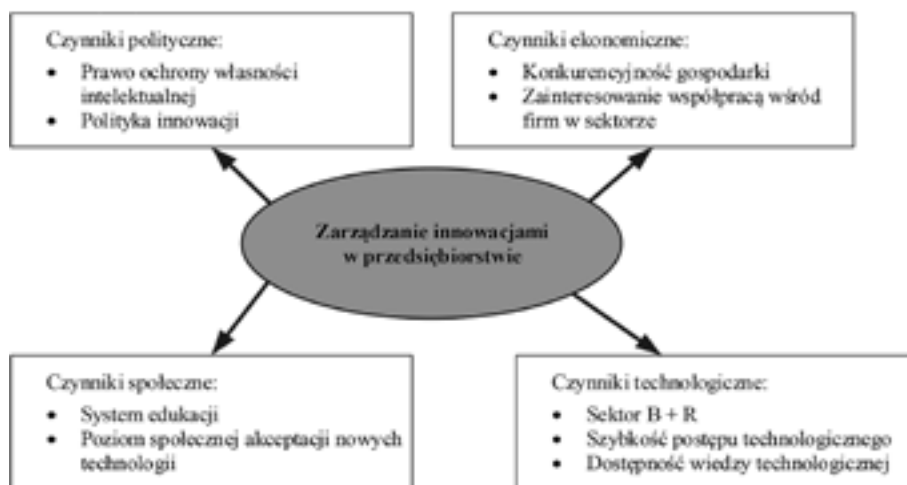 Czynniki polityczne:
• Prawo ochrony własności
intelektualnej
• Polityka innowacji
Czynniki ekonomiczne:
• Konkurencyjność gospodarki
• Zainteresowanie współpracą wśród
firm w sektorze
Zarządzanie innowacjami
w przedsiębiorstwie
Czynniki społeczne:
• System edukacji
• Poziom społecznej akceptacji nowych
technologii
Czynniki technologiczne:
• Sektor B + R
• Szybkość postępu technologicznego
• Dostępność wiedzy technologicznej